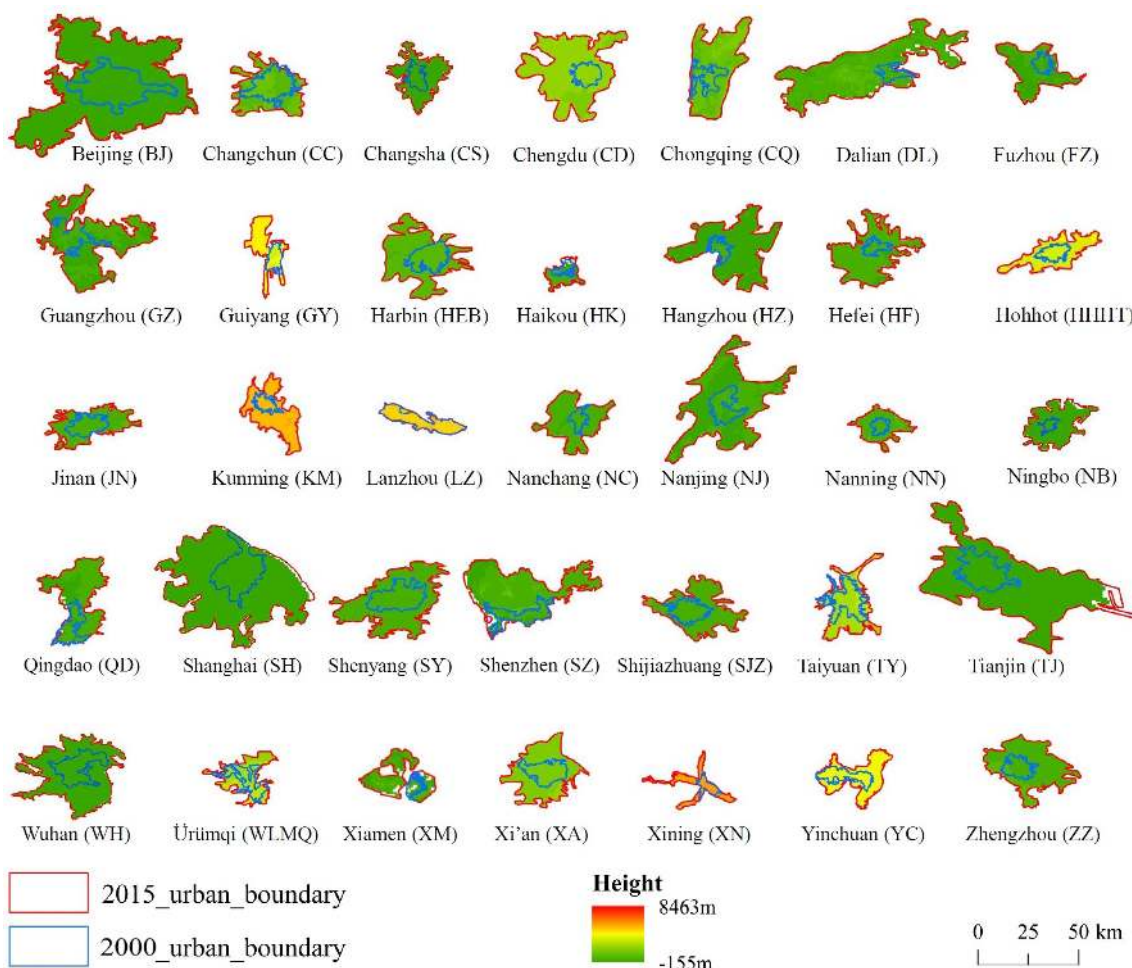 Beijing (BJ) Changchun (CC) Changsha (CS) Chengdu (CD) Chongqing (CQ) Dalian (DL) Fuzhou (FZ)
Guangzhou (GZ) Guiyang (GY) Harbin (HEB) Haikou (HK) Hangzhou (HZ) Hefei (HF) Hohhot (HHHT)
Jinan (JN) Kunming (KM) Lanzhou (LZ) Nanchang (NC) Nanjing (NJ) Nanning (NN) Ningbo (NB)
Qingdao (QD) Shanghai (SH) Shenyang (SY) Shenzhen (SZ) Shijiazhuang (SJZ) Taiyuan (TY) Tianjin (TJ)
Wuhan (WH) Ürümqi (WLMQ) Xiamen (XM) Xi'an (XA) Xining (XN) Yinchuan (YC) Zhengzhou (ZZ)
2015_urban_boundary
2000_urban_boundary
Height
8463m
-155m
0 25 50 km